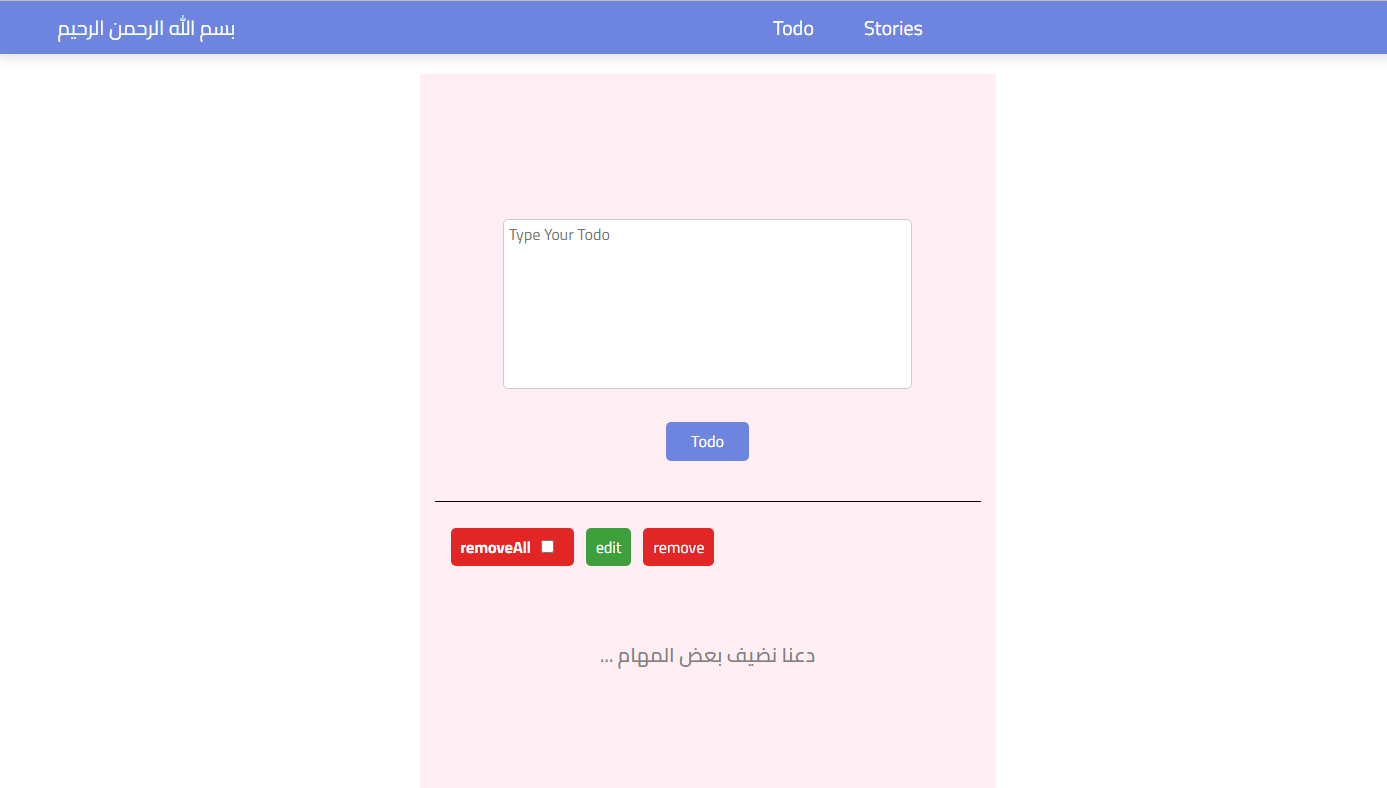 بسم الله الرحمن الرحيم
Todo
Stories
Type Your Todo
Todo
removeAll
edit
remove
دعنا نضيف بعض المهام ...